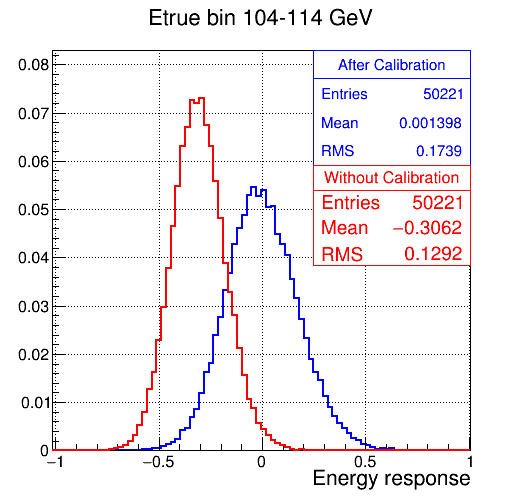 Etrue bin 104-114 GeV
After Calibration
Entries 50221
Mean 0.001398
RMS 0.1739
Without Calibration
Entries 50221
Mean −0.3062
RMS 0.1292
0.08
0.07
0.06
0.05
0.04
0.03
0.02
0.01
0
−1 −0.5 0 0.5 1
Energy response